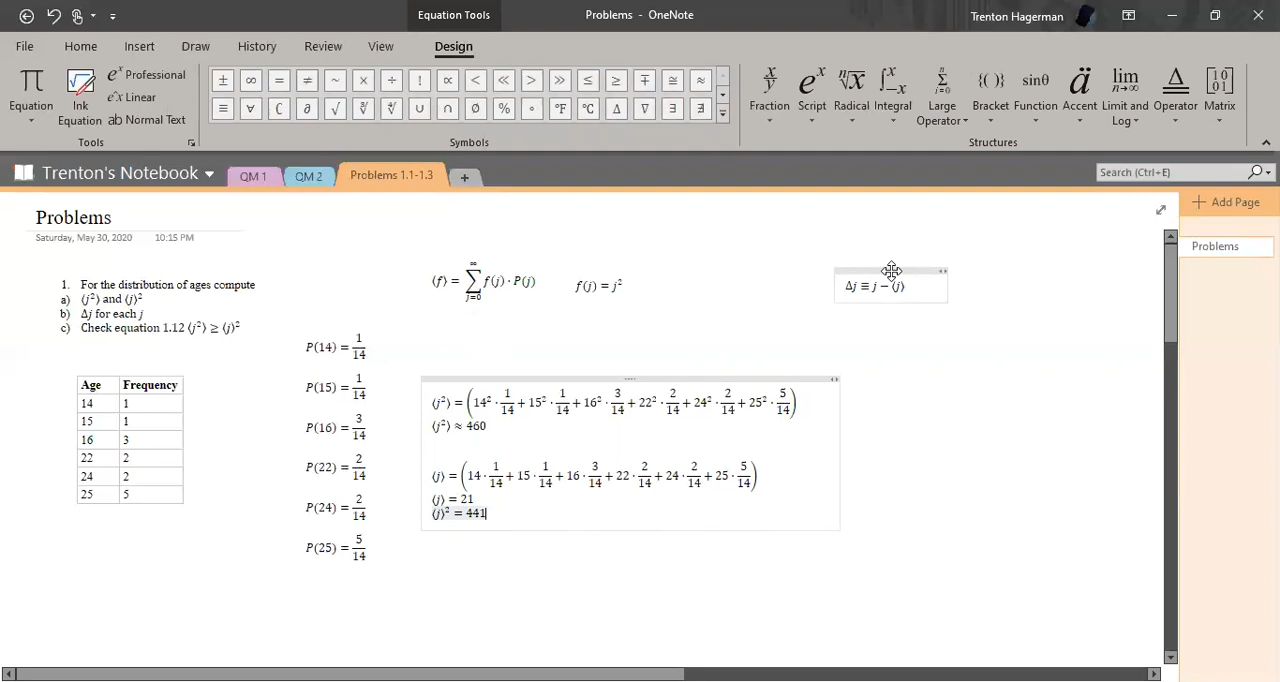 Equation Tools
Problems - OneNote
Trenton Hagerman
File Home Insert Draw History Review View Design
Equation
Ink Equation
eˣ Professional
eˆx Linear
ab Normal Text
Tools
± ∞ = ≠ ~ × ÷ ! ∝ < ≪ > ≫ ≤ ≥ ∓ ≅ ≈
≡ ∀ ∁ ∂ √ ∛ ∜ ∪ ∩ ∅ % ° °F °C ∆ ∇ ∃ ∄
Symbols
Fraction Script Radical Integral Large Operator Bracket Function Accent Limit and Log Operator Matrix
Structures
Trenton's Notebook
QM 1 QM 2 Problems 1.1-1.3
Search (Ctrl+E)
Add Page
Problems
Problems
Saturday, May 30, 2020 10:15 PM
1. For the distribution of ages compute
a) ⟨j²⟩ and ⟨j⟩²
b) Δj for each j
c) Check equation 1.12 ⟨j²⟩ ≥ ⟨j⟩²
Age Frequency
14 1
15 1
16 3
22 2
24 2
25 5
P(14) = 1/14
P(15) = 1/14
P(16) = 3/14
P(22) = 2/14
P(24) = 2/14
P(25) = 5/14
⟨f⟩ = ∑_{j=0}^{∞} f(j) · P(j)
f(j) = j²
⟨j²⟩ = (14² · 1/14 + 15² · 1/14 + 16² · 3/14 + 22² · 2/14 + 24² · 2/14 + 25² · 5/14)
⟨j²⟩ ≈ 460
⟨j⟩ = (14 · 1/14 + 15 · 1/14 + 16 · 3/14 + 22 · 2/14 + 24 · 2/14 + 25 · 5/14)
⟨j⟩ = 21
⟨j⟩² = 441
Δj ≡ j − ⟨j⟩